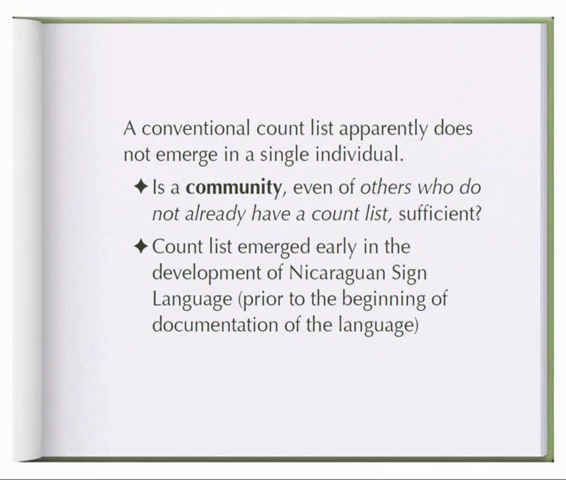 A conventional count list apparently does
not emerge in a single individual.
✦ Is a community, even of others who do
not already have a count list, sufficient?
✦ Count list emerged early in the
development of Nicaraguan Sign
Language (prior to the beginning of
documentation of the language)